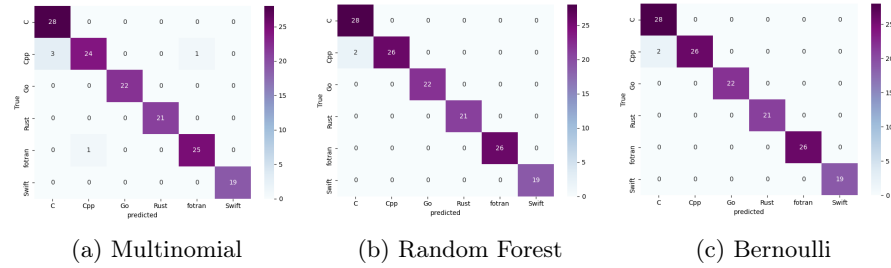 C 28 0 0 0 0 0
Cpp 3 24 0 0 1 0
Go 0 0 22 0 0 0
Rust 0 0 0 21 0 0
fotran 0 1 0 0 25 0
Swift 0 0 0 0 0 19
True
C Cpp Go Rust fotran Swift
predicted
25
20
15
10
5
0
(a) Multinomial
C 28 0 0 0 0 0
Cpp 2 26 0 0 0 0
Go 0 0 22 0 0 0
Rust 0 0 0 21 0 0
fotran 0 0 0 0 26 0
Swift 0 0 0 0 0 19
True
C Cpp Go Rust fotran Swift
predicted
25
20
15
10
5
0
(b) Random Forest
C 28 0 0 0 0 0
Cpp 2 26 0 0 0 0
Go 0 0 22 0 0 0
Rust 0 0 0 21 0 0
fotran 0 0 0 0 26 0
Swift 0 0 0 0 0 19
True
C Cpp Go Rust fotran Swift
predicted
25
20
15
10
5
0
(c) Bernoulli